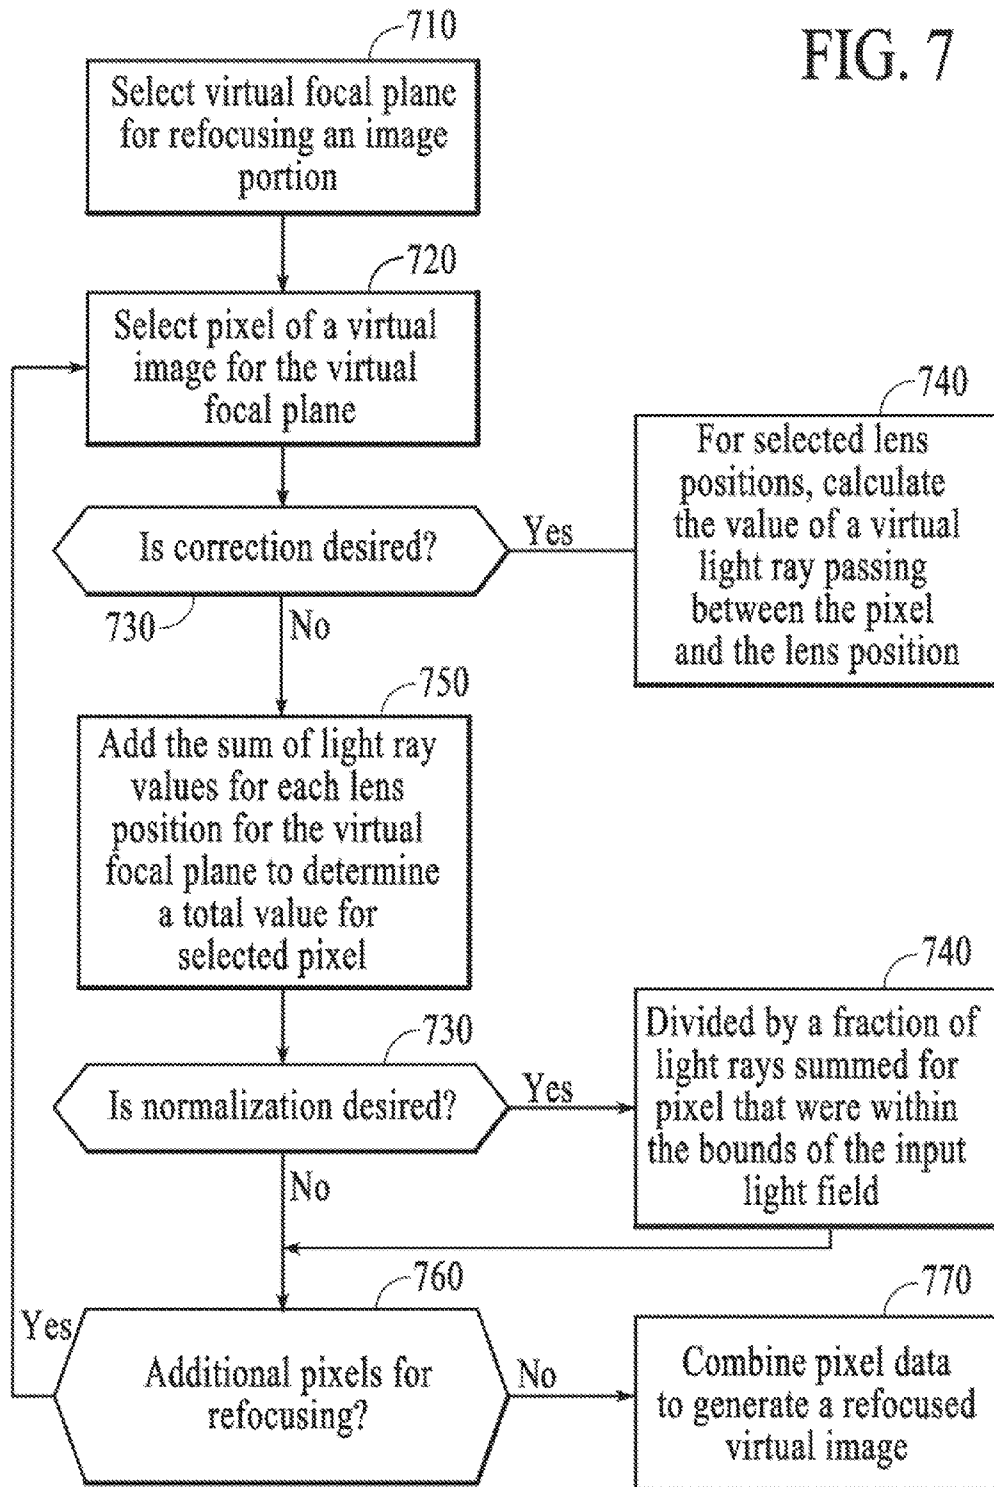 FIG. 7
710
Select virtual focal plane
for refocusing an image
portion
720
Select pixel of a virtual
image for the virtual
focal plane
740
For selected lens
positions, calculate
the value of a virtual
light ray passing
between the pixel
and the lens position
Is correction desired?
Yes
730
No
750
Add the sum of light ray
values for each lens
position for the virtual
focal plane to determine
a total value for
selected pixel
730
Is normalization desired?
Yes
740
Divided by a fraction of
light rays summed for
pixel that were within
the bounds of the input
light field
No
760
Yes
Additional pixels for
refocusing?
No
770
Combine pixel data
to generate a refocused
virtual image